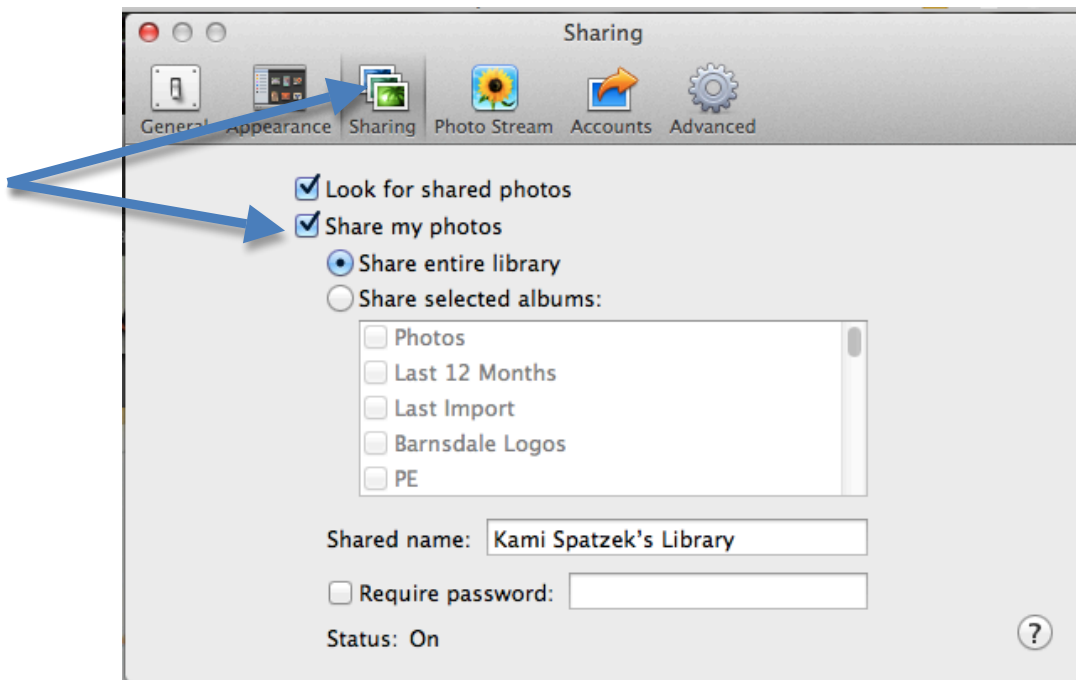 Sharing
General Appearance Sharing Photo Stream Accounts Advanced
Look for shared photos
Share my photos
Share entire library
Share selected albums:
Photos
Last 12 Months
Last Import
Barnsdale Logos
PE
Shared name: Kami Spatzek's Library
Require password:
Status: On
?